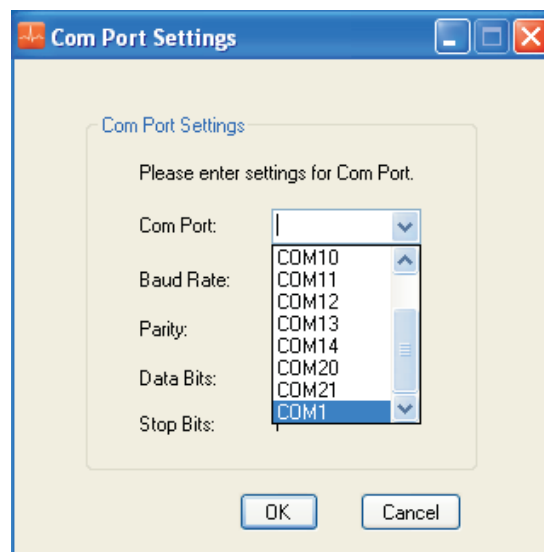 Com Port Settings
Com Port Settings
Please enter settings for Com Port.
Com Port:
COM10
COM11
Baud Rate:
COM12
COM13
Parity:
COM14
COM20
Data Bits:
COM21
COM1
Stop Bits:
OK Cancel